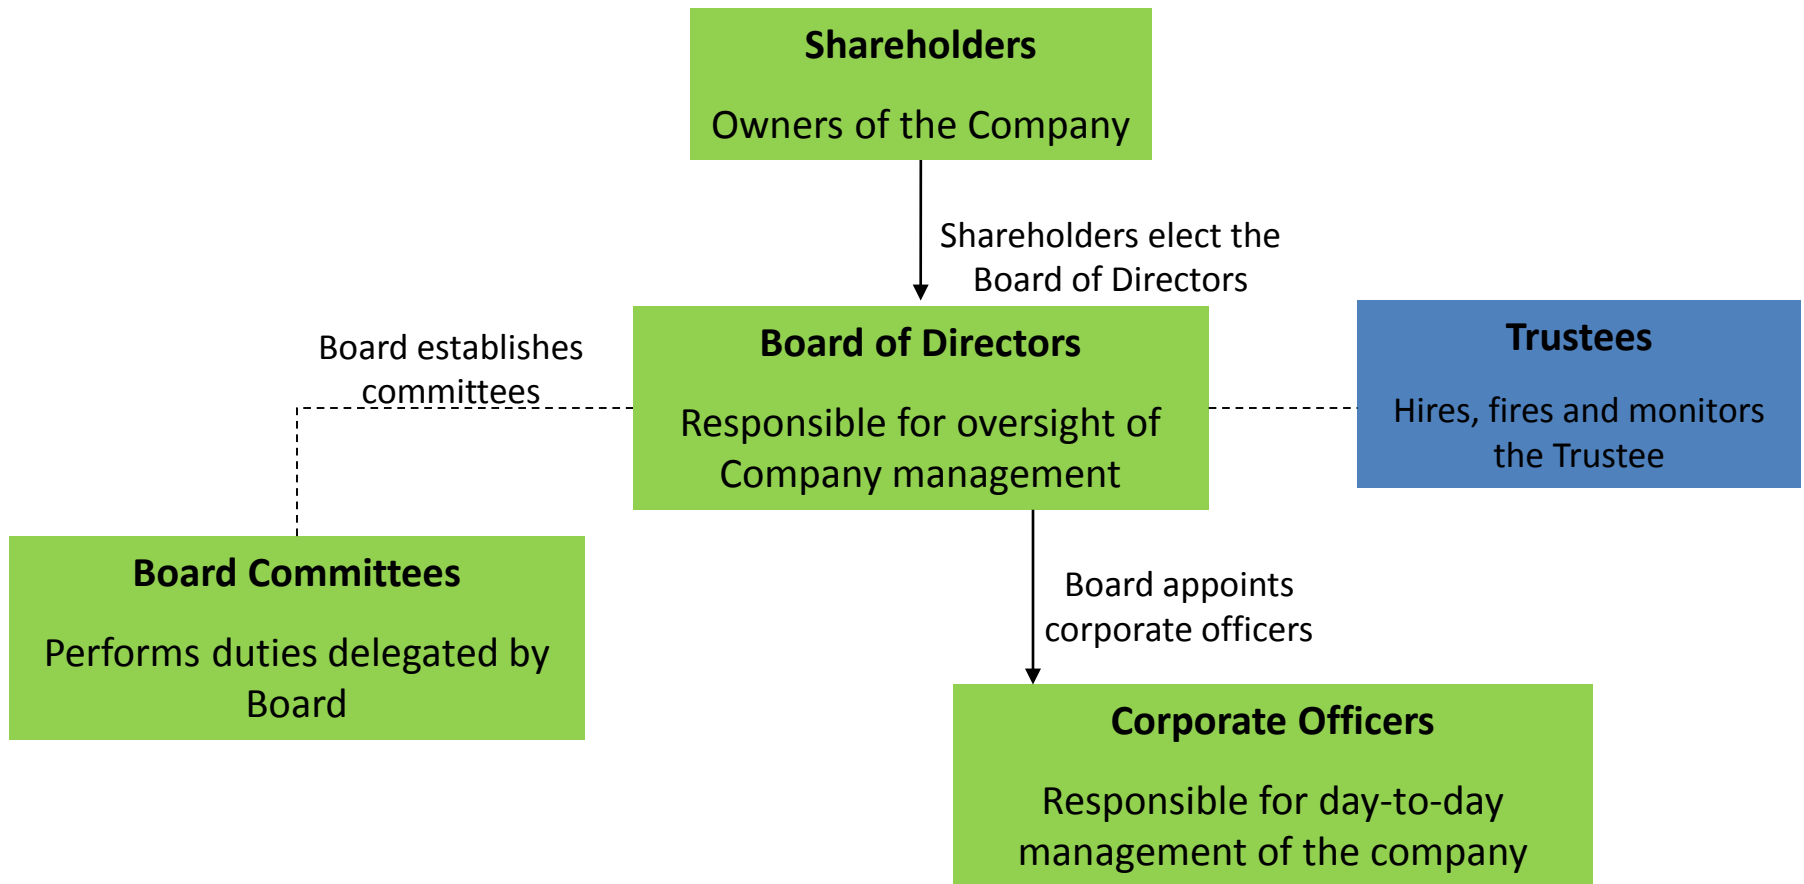 Shareholders
Owners of the Company
Shareholders elect the
Board of Directors
Board establishes
committees
Board of Directors
Responsible for oversight of
Company management
Trustees
Hires, fires and monitors
the Trustee
Board Committees
Performs duties delegated by
Board
Board appoints
corporate officers
Corporate Officers
Responsible for day-to-day
management of the company